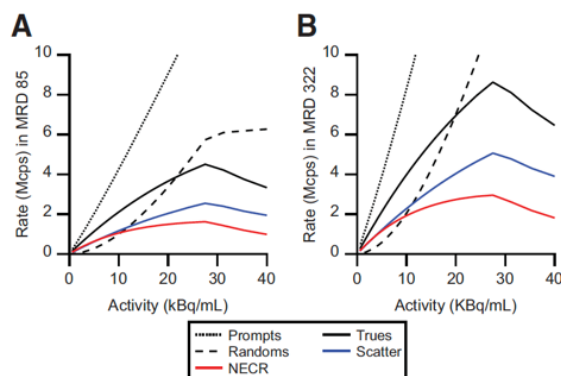 A
Rate (Mcps) in MRD 85
10
8
6
4
2
0
0 10 20 30 40
Activity (kBq/mL)
B
Rate (Mcps) in MRD 322
10
8
6
4
2
0
0 10 20 30 40
Activity (KBq/mL)
Prompts Trues
Randoms Scatter
NECR